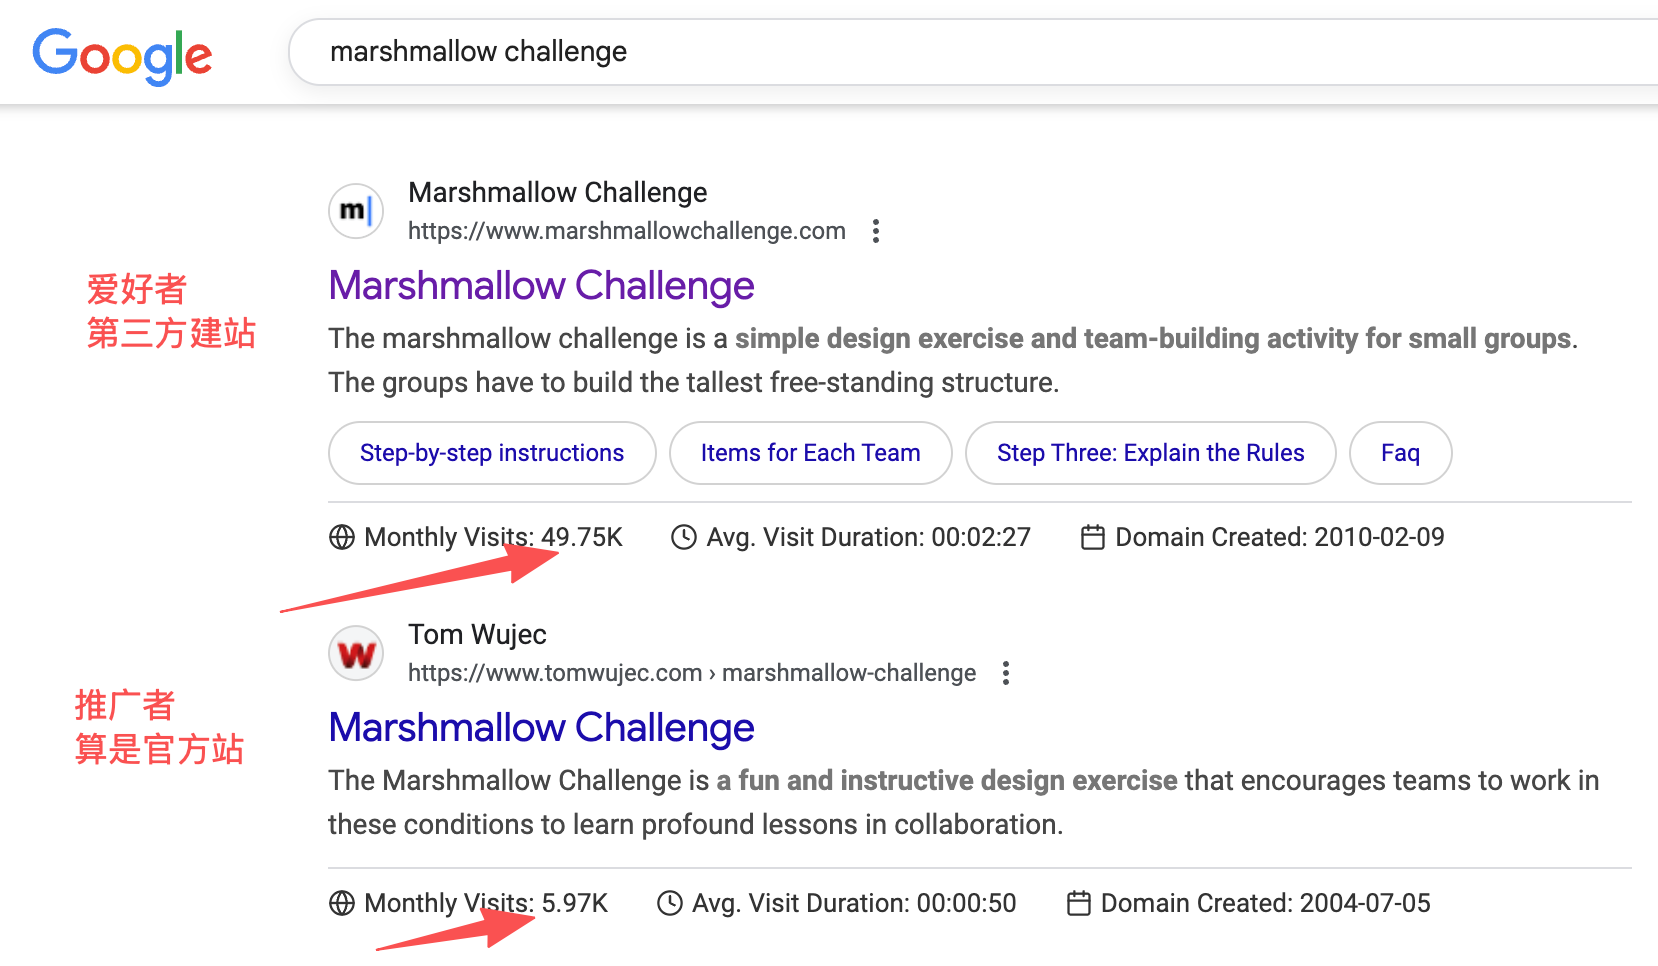 Google
marshmallow challenge
m|
Marshmallow Challenge
https://www.marshmallowchallenge.com
Marshmallow Challenge
爱好者
第三方建站
The marshmallow challenge is a simple design exercise and team-building activity for small groups.
The groups have to build the tallest free-standing structure.
Step-by-step instructions
Items for Each Team
Step Three: Explain the Rules
Faq
Monthly Visits: 49.75K
Avg. Visit Duration: 00:02:27
Domain Created: 2010-02-09
W
Tom Wujec
https://www.tomwujec.com › marshmallow-challenge
推广者
算是官方站
Marshmallow Challenge
The Marshmallow Challenge is a fun and instructive design exercise that encourages teams to work in
these conditions to learn profound lessons in collaboration.
Monthly Visits: 5.97K
Avg. Visit Duration: 00:00:50
Domain Created: 2004-07-05